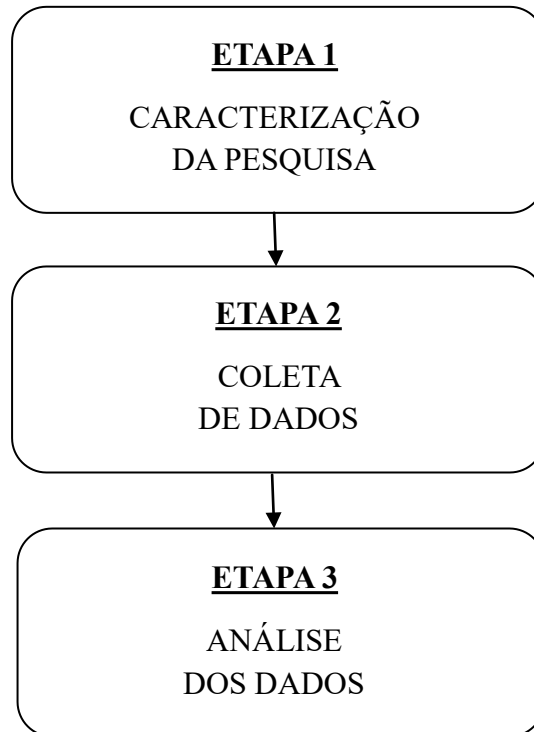 ETAPA 1
CARACTERIZAÇÃO
DA PESQUISA
ETAPA 2
COLETA
DE DADOS
ETAPA 3
ANÁLISE
DOS DADOS